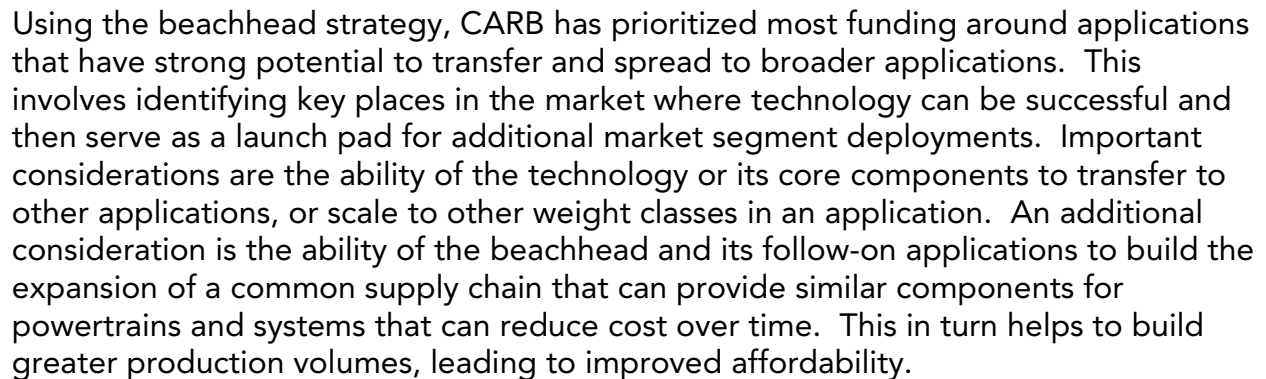 Using the beachhead strategy, CARB has prioritized most funding around applications
that have strong potential to transfer and spread to broader applications.  This
involves identifying key places in the market where technology can be successful and
then serve as a launch pad for additional market segment deployments.  Important
considerations are the ability of the technology or its core components to transfer to
other applications, or scale to other weight classes in an application.  An additional
consideration is the ability of the beachhead and its follow-on applications to build the
expansion of a common supply chain that can provide similar components for
powertrains and systems that can reduce cost over time.  This in turn helps to build
greater production volumes, leading to improved affordability.